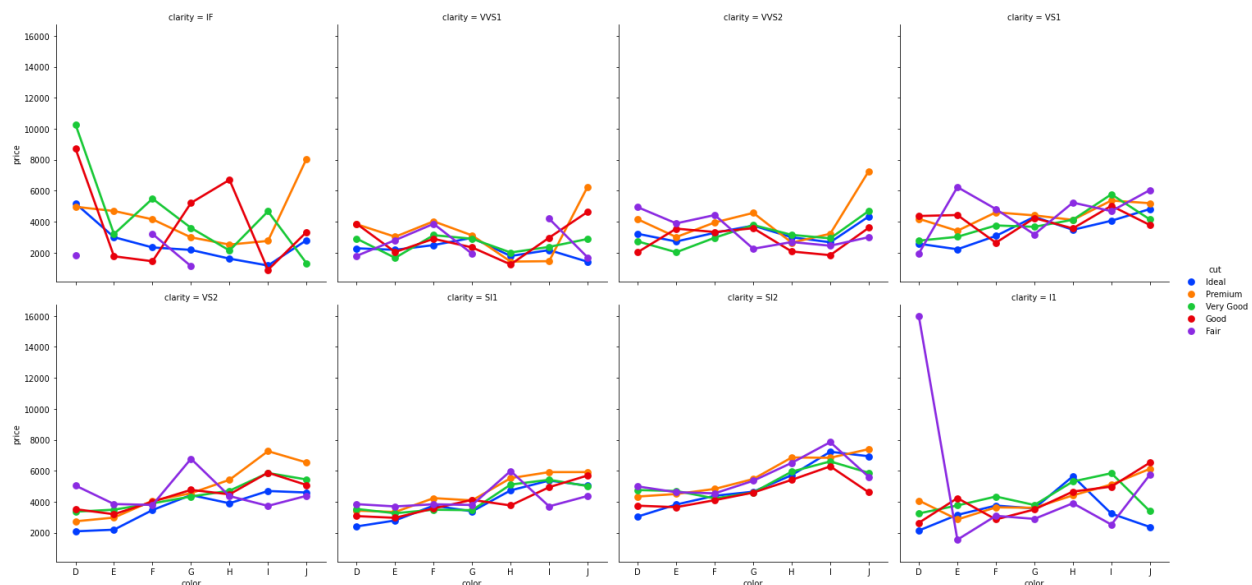 clarity = IF
clarity = VVS1
clarity = VVS2
clarity = VS1
16000
14000
12000
10000
8000
6000
4000
2000
price
clarity = VS2
clarity = SI1
clarity = SI2
clarity = I1
16000
14000
12000
10000
8000
6000
4000
2000
price
D E F G H I J
color
D E F G H I J
color
D E F G H I J
color
D E F G H I J
color
cut
Ideal
Premium
Very Good
Good
Fair